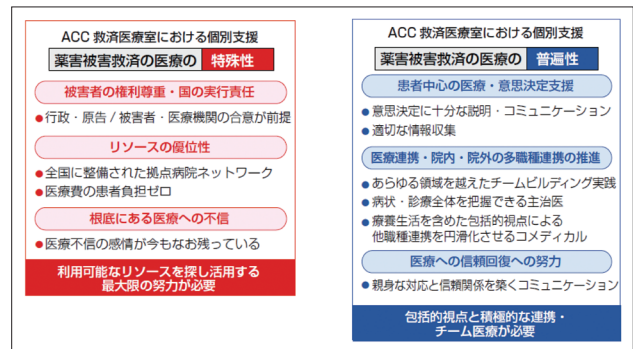 ACC 救済医療室における個別支援
薬害被害救済の医療の 特殊性
被害者の権利尊重・国の実行責任
●行政・原告 / 被害者・医療機関の合意が前提
リソースの優位性
●全国に整備された拠点病院ネットワーク
●医療費の患者負担ゼロ
根底にある医療への不信
●医療不信の感情が今もなお残っている
利用可能なリソースを探し活用する
最大限の努力が必要
ACC 救済医療室における個別支援
薬害被害救済の医療の 普遍性
患者中心の医療・意思決定支援
●意思決定に十分な説明・コミュニケーション
●適切な情報収集
医療連携・院内・院外の多職種連携の推進
●あらゆる領域を越えたチームビルディング実践
●病状・診療全体を把握できる主治医
●療養生活を含めた包括的視点による
他職種連携を円滑化させるコメディカル
医療への信頼回復への努力
●親身な対応と信頼関係を築くコミュニケーション
包括的視点と積極的な連携・
チーム医療が必要